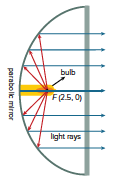 bulb
F (2.5, 0)
parabolic mirror
light rays